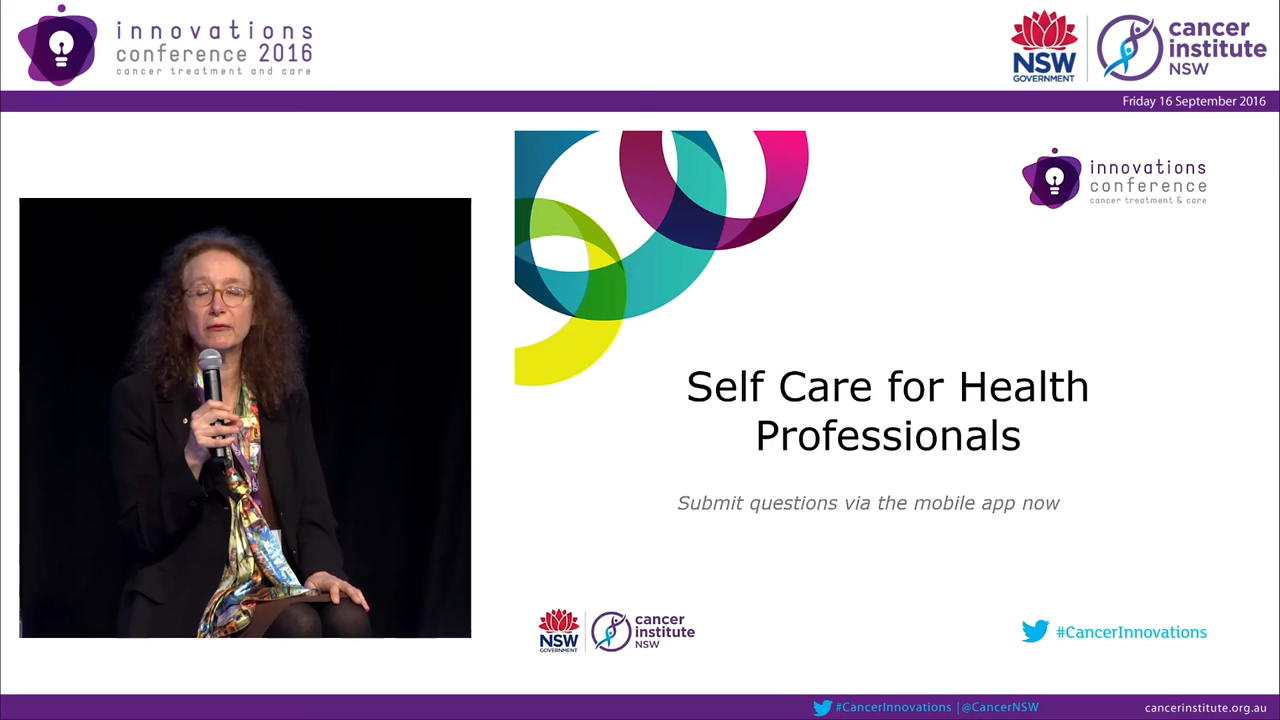 innovations
conference 2016
cancer treatment and care
NSW
GOVERNMENT
cancer
institute
NSW
Friday 16 September 2016
innovations
conference
cancer treatment & care
Self Care for Health
Professionals
Submit questions via the mobile app now
NSW
GOVERNMENT
cancer
institute
NSW
#CancerInnovations
#CancerInnovations | @CancerNSW
cancerinstitute.org.au